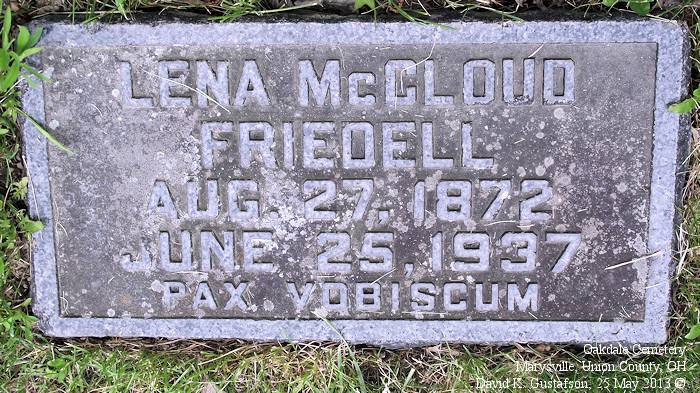 LENA McCLOUD
FRIEDELL
AUG. 27, 1872
JUNE 25, 1937
PAX VOBISCUM
Oakdale Cemetery
Marysville, Union County, OH
David K. Gustafson, 25 May 2013 ©